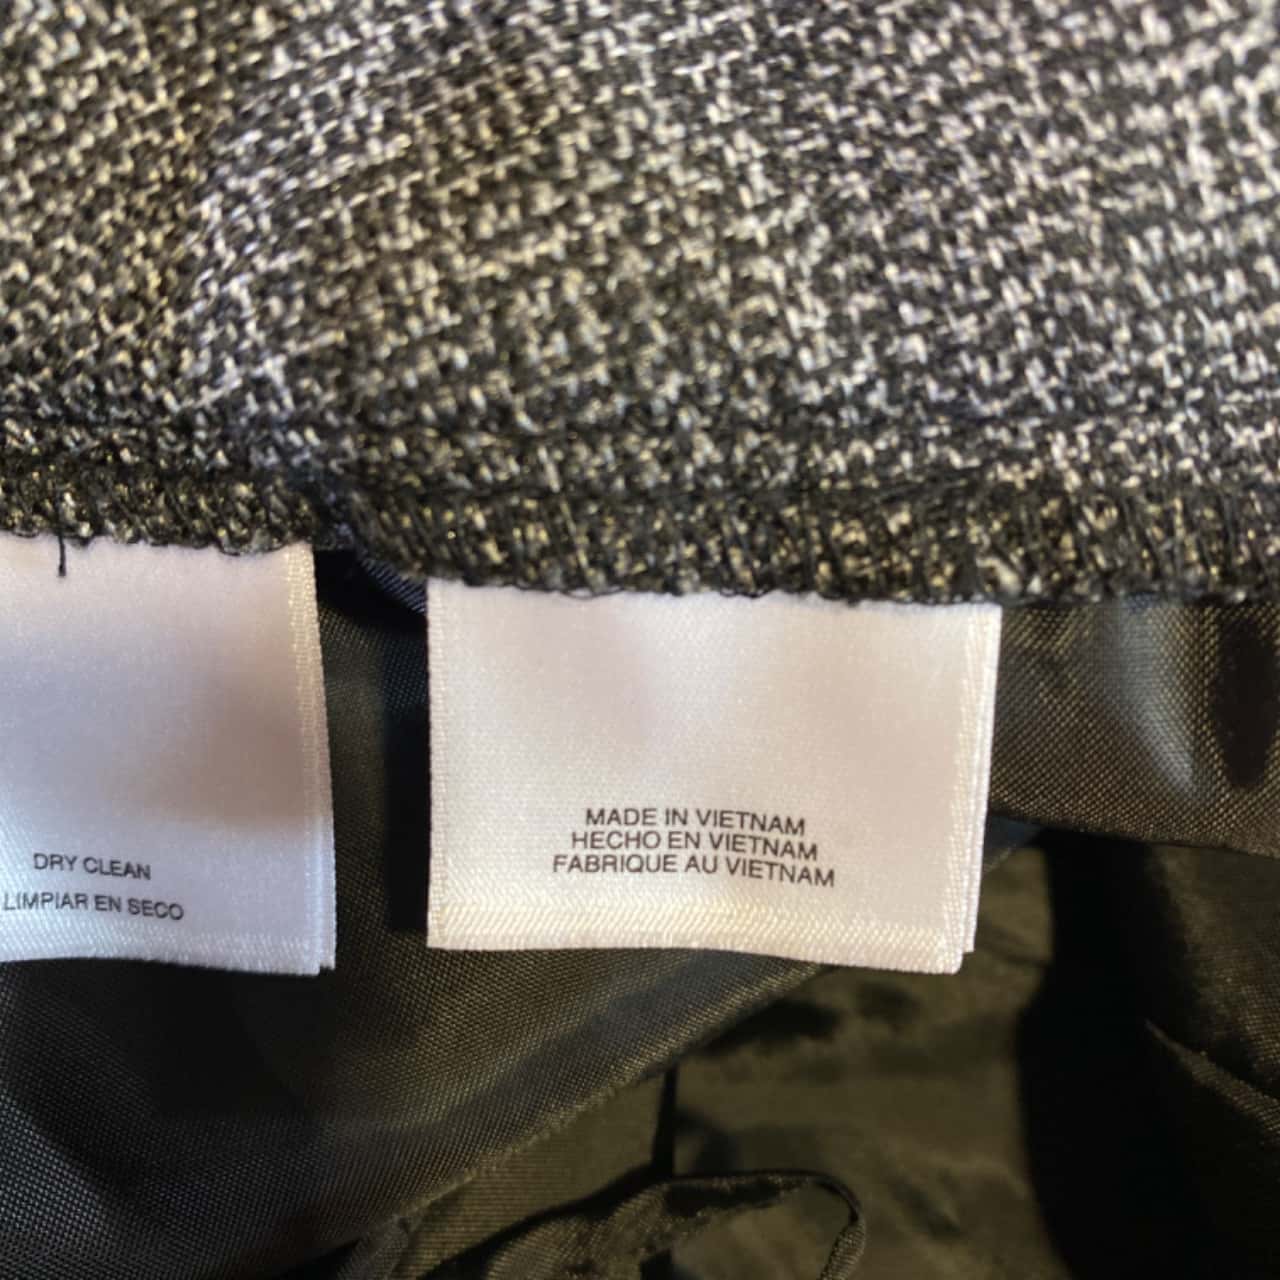 DRY CLEAN
LIMPIAR EN SECO
MADE IN VIETNAM
HECHO EN VIETNAM
FABRIQUE AU VIETNAM